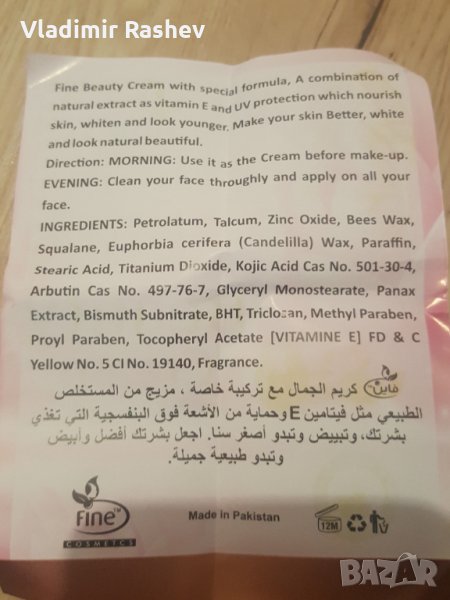 Vladimir Rashev
Fine Beauty Cream with special formula, A combination of
natural extract as vitamin E and UV protection which nourish
skin, whiten and look younger. Make your skin Better, white
and look natural beautiful.
Direction: MORNING: Use it as the Cream before make-up.
EVENING: Clean your face throughly and apply on all your
face.
INGREDIENTS: Petrolatum, Talcum, Zinc Oxide, Bees Wax,
Squalane, Euphorbia cerifera (Candelilla) Wax, Paraffin,
Stearic Acid, Titanium Dioxide, Kojic Acid Cas No. 501-30-4,
Arbutin Cas No. 497-76-7, Glyceryl Monostearate, Panax
Extract, Bismuth Subnitrate, BHT, Triclosan, Methyl Paraben,
Proyl Paraben, Tocopheryl Acetate [VITAMINE E] FD & C
Yellow No. 5 CI No. 19140, Fragrance.
فاين كريم الجمال مع تركيبة خاصة ، مزيج من المستخلص
الطبيعي مثل فيتامين E وحماية من الأشعة فوق البنفسجية التي تغذي
بشرتك، وتبييض وتبدو أصغر سنا. اجعل بشرتك أفضل وأبيض
وتبدو طبيعية جميلة.
Fine™
COSMETCS
Made in Pakistan
12M
BAZAR